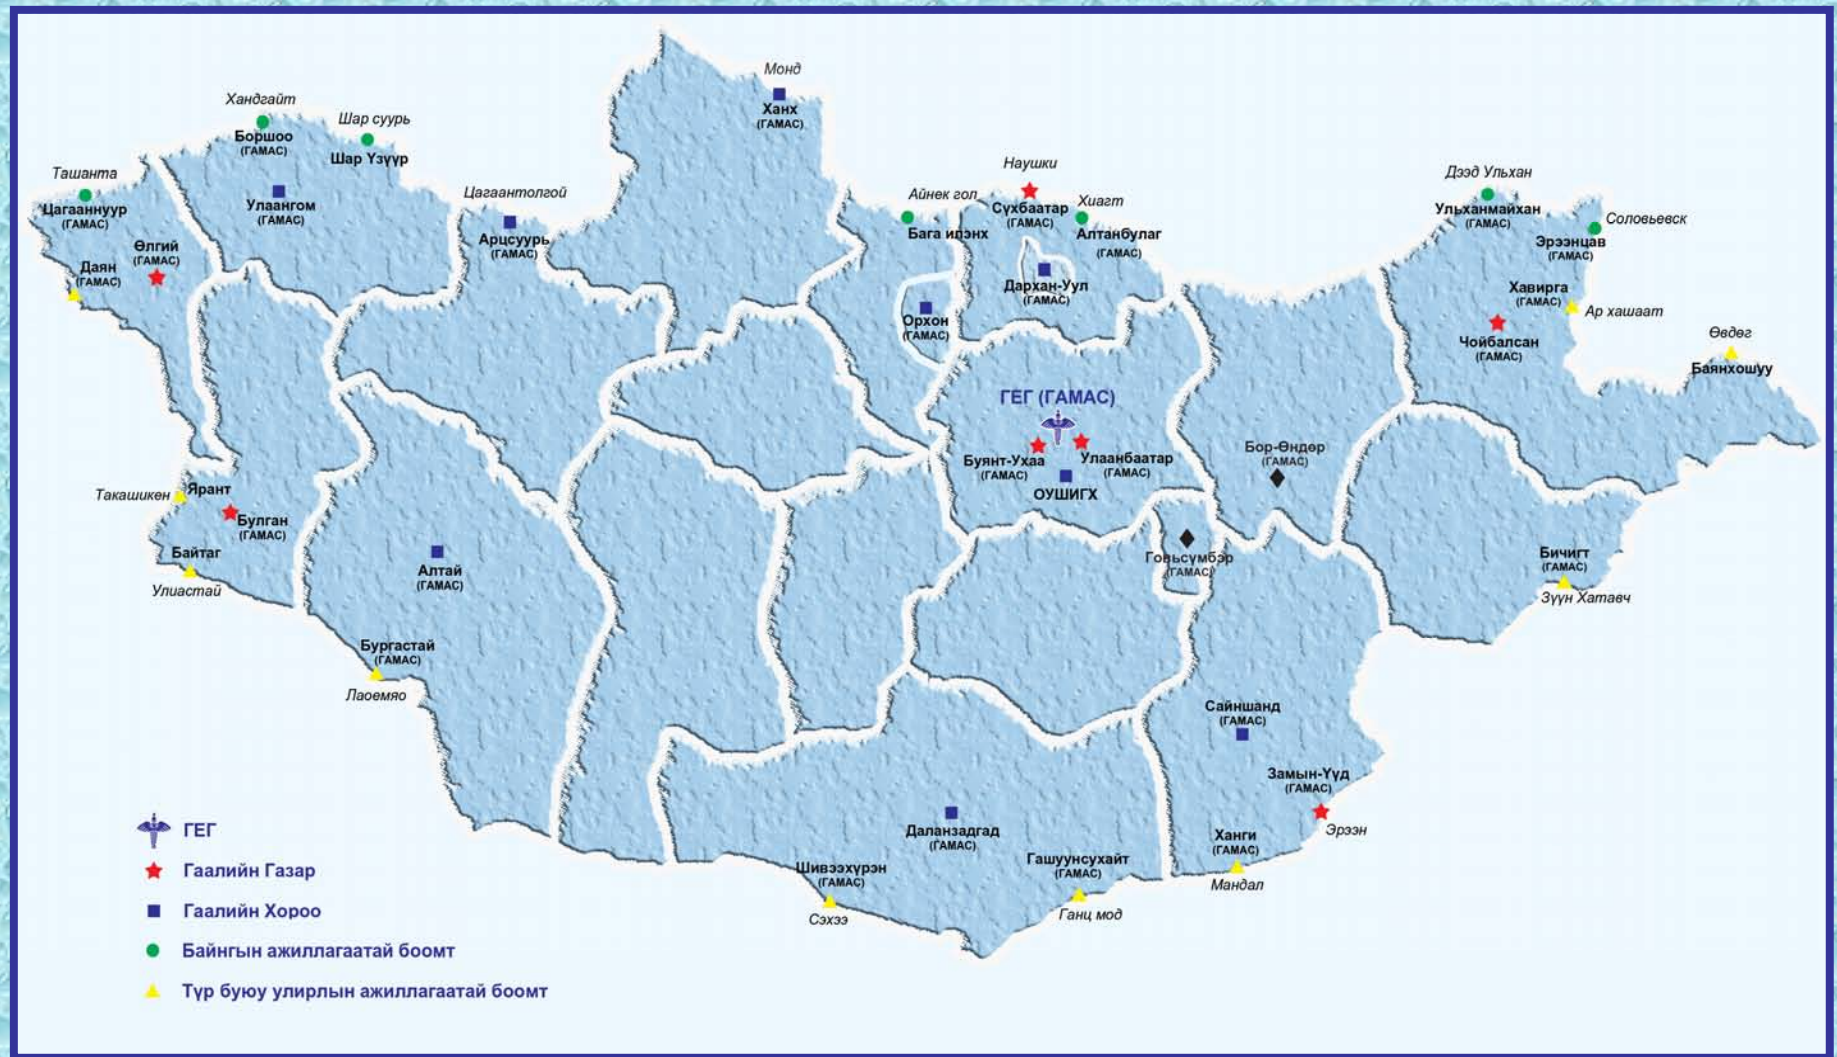 Монд
Ханх
(ГАМАС)
Хандгайт
Боршоо
(ГАМАС)
Шар суурь
Шар Үзүүр
Ташанта
Цагааннуур
(ГАМАС)
Улаангом
(ГАМАС)
Цагаантолгой
Арцсуурь
(ГАМАС)
Өлгий
(ГАМАС)
Даян
(ГАМАС)
Айнек гол
Бага илэнх
Наушки
Сүхбаатар
(ГАМАС)
Хиагт
Алтанбулаг
(ГАМАС)
Дархан-Уул
(ГАМАС)
Орхон
(ГАМАС)
Дээд Ульхан
Ульханмайхан
(ГАМАС)
Соловьевск
Эрээнцав
(ГАМАС)
Хавирга
(ГАМАС)
Ар хашаат
Чойбалсан
(ГАМАС)
Өвдөг
Баянхошуу
ГЕГ (ГАМАС)
Буянт-Ухаа
(ГАМАС)
Улаанбаатар
(ГАМАС)
ОУШИГХ
Бор-Өндөр
(ГАМАС)
Говьсүмбэр
(ГАМАС)
Такашикен
Ярант
Булган
(ГАМАС)
Байтаг
Улиастай
Алтай
(ГАМАС)
Бичигт
(ГАМАС)
Зүүн Хатавч
Бургастай
(ГАМАС)
Лаоемяо
Сайншанд
(ГАМАС)
Замын-Үүд
(ГАМАС)
Эрээн
Даланзадгад
(ГАМАС)
Ханги
(ГАМАС)
Мандал
Шивээхүрэн
(ГАМАС)
Сэхээ
Гашуунсухайт
(ГАМАС)
Ганц мод
ГЕГ
Гаалийн Газар
Гаалийн Хороо
Байнгын ажиллагаатай боомт
Түр буюу улирлын ажиллагаатай боомт